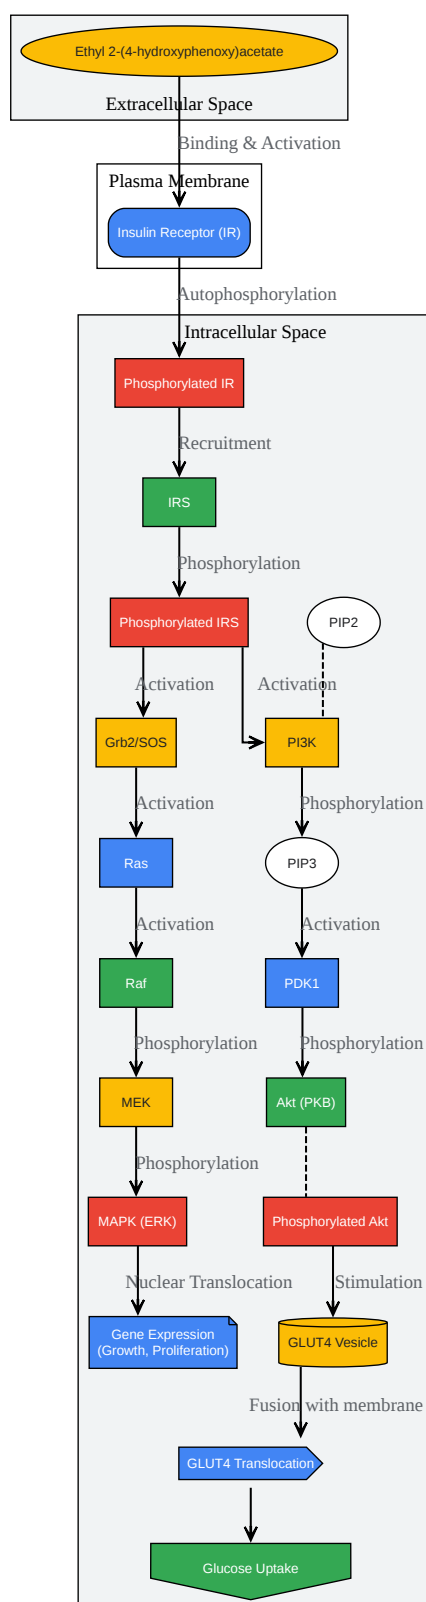 Ethyl 2-(4-hydroxyphenoxy)acetate
Extracellular Space
Binding & Activation
Plasma Membrane
Insulin Receptor (IR)
Autophosphorylation
Intracellular Space
Phosphorylated IR
Recruitment
IRS
Phosphorylation
Phosphorylated IRS
PIP2
Activation
Activation
Grb2/SOS
PI3K
Activation
Phosphorylation
Ras
PIP3
Activation
Activation
Raf
PDK1
Phosphorylation
Phosphorylation
MEK
Akt (PKB)
Phosphorylation
MAPK (ERK)
Phosphorylated Akt
Nuclear Translocation
Stimulation
Gene Expression
(Growth, Proliferation)
GLUT4 Vesicle
Fusion with membrane
GLUT4 Translocation
Glucose Uptake